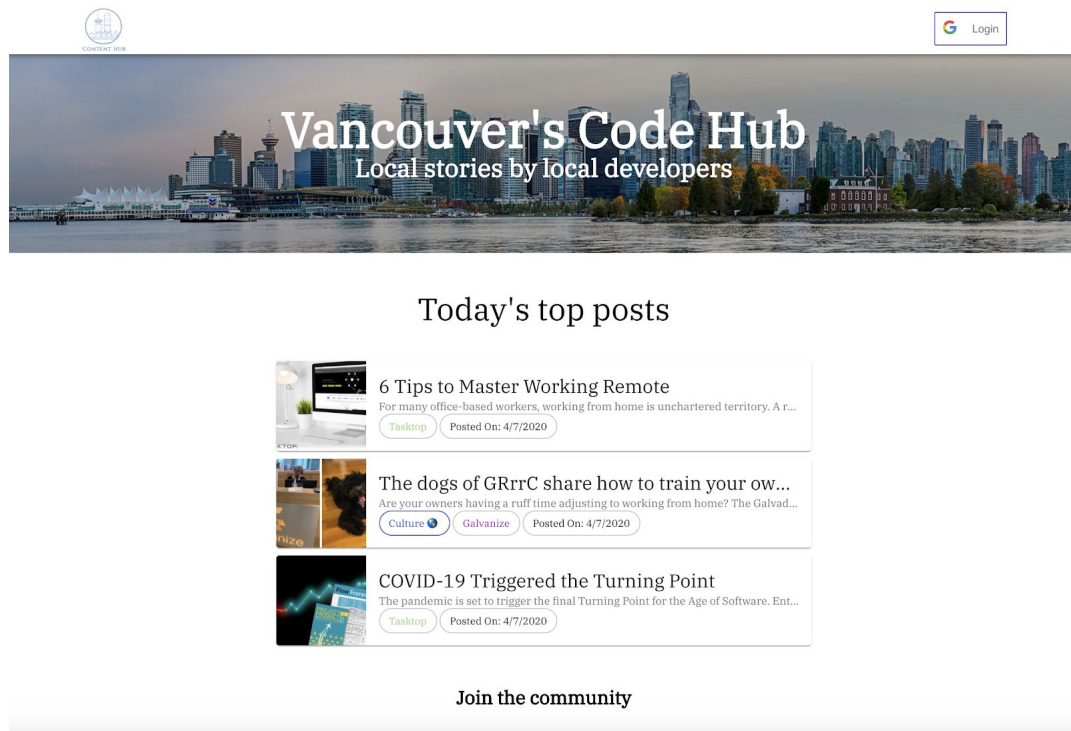 CONTENT HUB
Login
Vancouver's Code Hub
Local stories by local developers
Today's top posts
6 Tips to Master Working Remote
For many office-based workers, working from home is unchartered territory. A r...
Tasktop
Posted On: 4/7/2020
KTOP
The dogs of GRrrC share how to train your ow...
Are your owners having a ruff time adjusting to working from home? The Galvad...
Culture 🌏
Galvanize
Posted On: 4/7/2020
nize
COVID-19 Triggered the Turning Point
The pandemic is set to trigger the final Turning Point for the Age of Software. Ent...
Tasktop
Posted On: 4/7/2020
Join the community